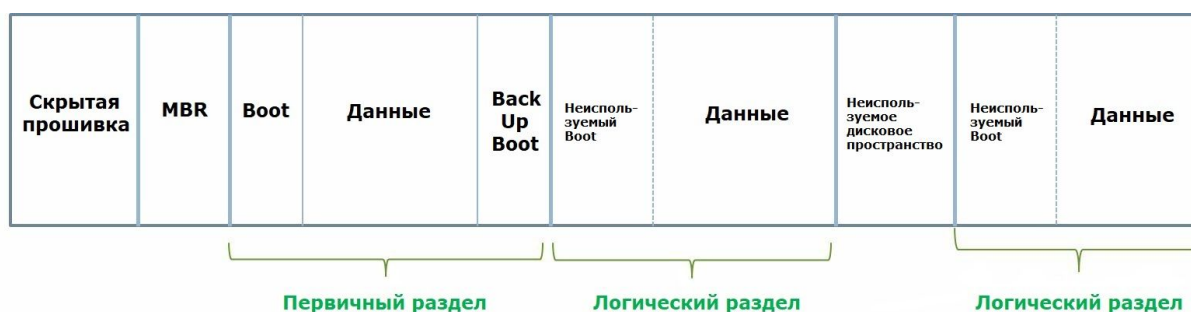 Скрытая
прошивка
MBR
Boot
Данные
Back
Up
Boot
Неисполь-
зуемый
Boot
Данные
Неисполь-
зуемое
дисковое
пространство
Неисполь-
зуемый
Boot
Данные
Первичный раздел
Логический раздел
Логический раздел